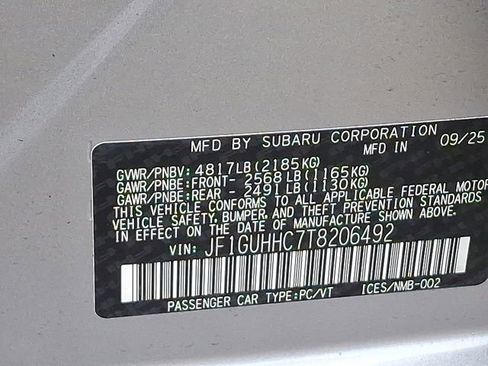 MFD BY SUBARU CORPORATION
MFD IN 09/25
GVWR/PNBV: 4817LB(2185KG)
GAWR/PNBE:FRONT- 2568LB(1165KG)
GAWR/PNBE:REAR - 2491LB(1130KG)
THIS VEHICLE CONFORMS TO ALL APPLICABLE FEDERAL MOTOR
VEHICLE SAFETY, BUMPER, AND THEFT PREVENTION STANDARDS
IN EFFECT ON THE DATE OF MANUFACTURE SHOWN ABOVE.
VIN: JF1GUHHC7T8206492
PASSENGER CAR TYPE:PC/VT ICES/NMB-002